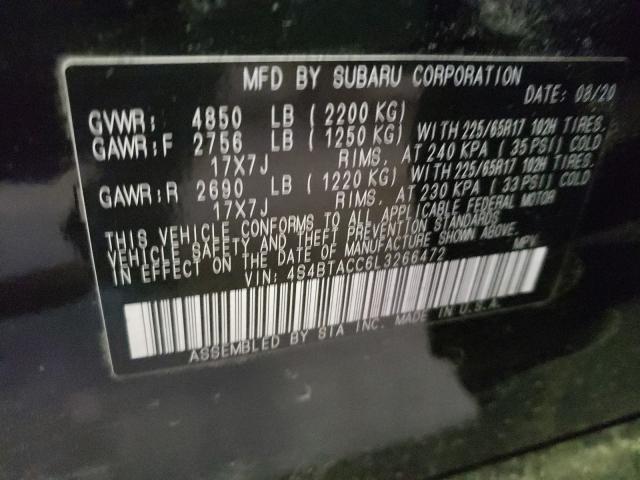 MFD BY SUBARU CORPORATION DATE: 08/20
GVWR: 4850 LB (2200 KG)
GAWR:F 2756 LB (1250 KG) WITH 225/65R17 102H TIRES.
17X7J RIMS, AT 240 KPA (35 PSI) COLD
GAWR:R 2690 LB (1220 KG) WITH 225/65R17 102H TIRES.
17X7J RIMS, AT 230 KPA (33 PSI) COLD
THIS VEHICLE CONFORMS TO ALL APPLICABLE FEDERAL MOTOR
VEHICLE SAFETY AND THEFT PREVENTION STANDARDS
IN EFFECT ON THE DATE OF MANUFACTURE SHOWN ABOVE.
VIN: 4S4BTACC6L3266472 MPV
ASSEMBLED BY SIA INC. MADE IN U.S.A.